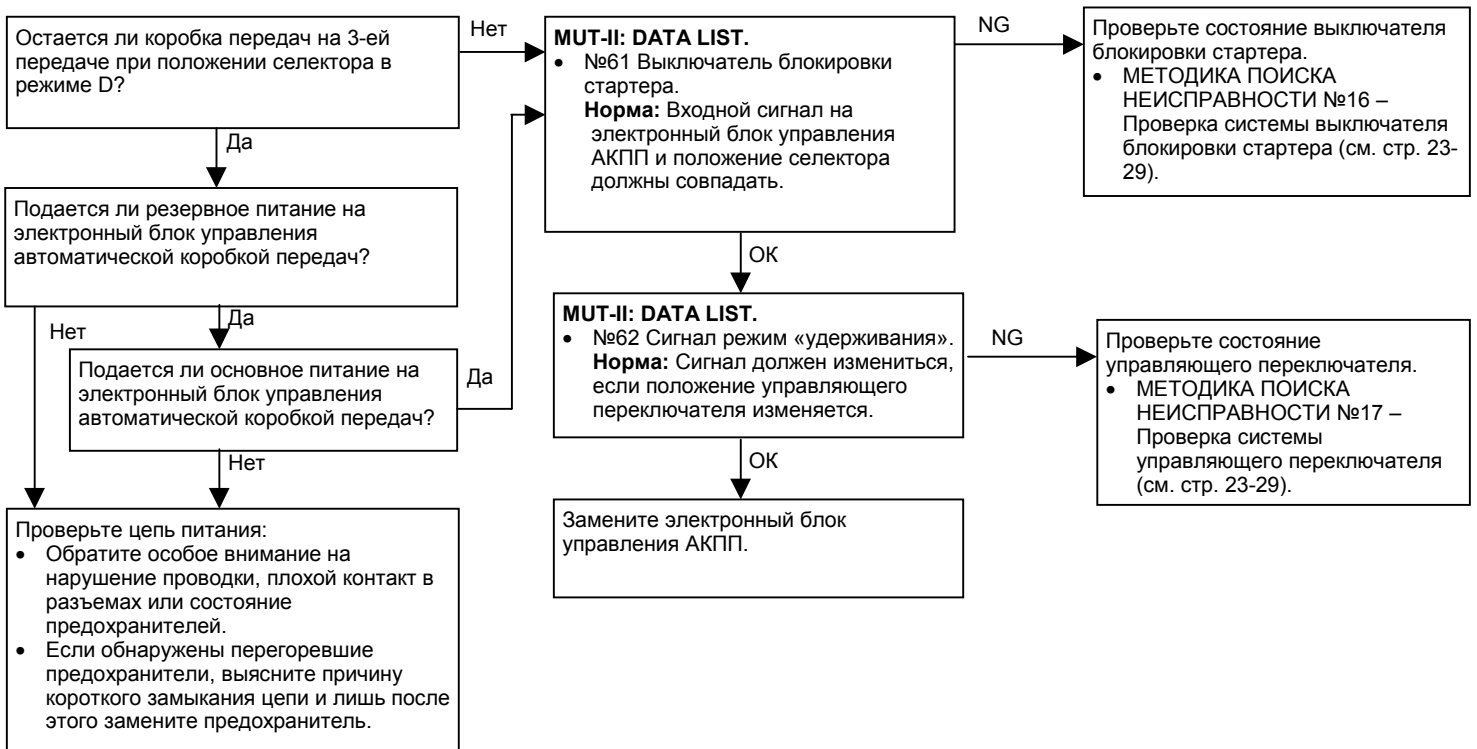 Остается ли коробка передач на 3-ей
передаче при положении селектора в
режиме D?
Нет
Да
Подается ли резервное питание на
электронный блок управления
автоматической коробкой передач?
Нет
Да
Подается ли основное питание на
электронный блок управления
автоматической коробкой передач?
Да
Нет
Проверьте цепь питания:
• Обратите особое внимание на
нарушение проводки, плохой контакт в
разъемах или состояние
предохранителей.
• Если обнаружены перегоревшие
предохранители, выясните причину
короткого замыкания цепи и лишь после
этого замените предохранитель.
MUT-II: DATA LIST.
• №61 Выключатель блокировки
стартера.
Норма: Входной сигнал на
электронный блок управления
АКПП и положение селектора
должны совпадать.
NG
OK
MUT-II: DATA LIST.
• №62 Сигнал режим «удерживания».
Норма: Сигнал должен измениться,
если положение управляющего
переключателя изменяется.
NG
OK
Замените электронный блок
управления АКПП.
Проверьте состояние выключателя
блокировки стартера.
• МЕТОДИКА ПОИСКА
НЕИСПРАВНОСТИ №16 –
Проверка системы выключателя
блокировки стартера (см. стр. 23-
29).
Проверьте состояние
управляющего переключателя.
• МЕТОДИКА ПОИСКА
НЕИСПРАВНОСТИ №17 –
Проверка системы
управляющего переключателя
(см. стр. 23-29).